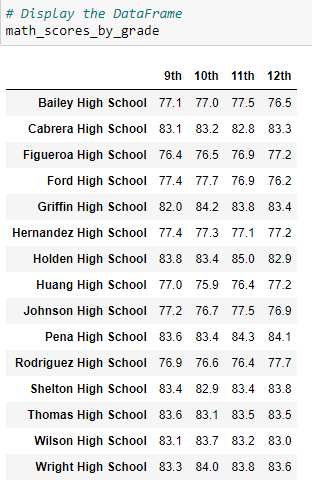 # Display the DataFrame
math_scores_by_grade
9th 10th 11th 12th
Bailey High School 77.1 77.0 77.5 76.5
Cabrera High School 83.1 83.2 82.8 83.3
Figueroa High School 76.4 76.5 76.9 77.2
Ford High School 77.4 77.7 76.9 76.2
Griffin High School 82.0 84.2 83.8 83.4
Hernandez High School 77.4 77.3 77.1 77.2
Holden High School 83.8 83.4 85.0 82.9
Huang High School 77.0 75.9 76.4 77.2
Johnson High School 77.2 76.7 77.5 76.9
Pena High School 83.6 83.4 84.3 84.1
Rodriguez High School 76.9 76.6 76.4 77.7
Shelton High School 83.4 82.9 83.4 83.8
Thomas High School 83.6 83.1 83.5 83.5
Wilson High School 83.1 83.7 83.2 83.0
Wright High School 83.3 84.0 83.8 83.6